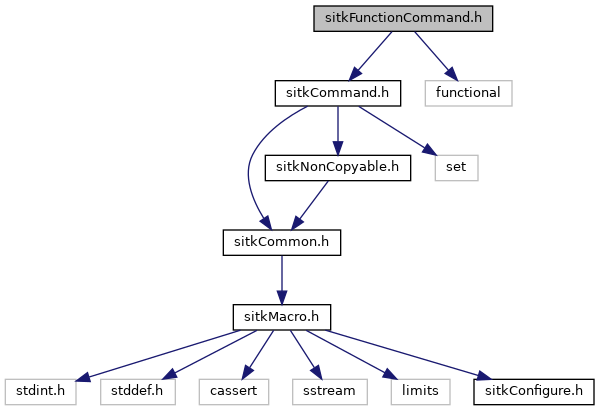 sitkFunctionCommand.h
sitkCommand.h
functional
sitkNonCopyable.h
set
sitkCommon.h
sitkMacro.h
stdint.h
stddef.h
cassert
sstream
limits
sitkConfigure.h